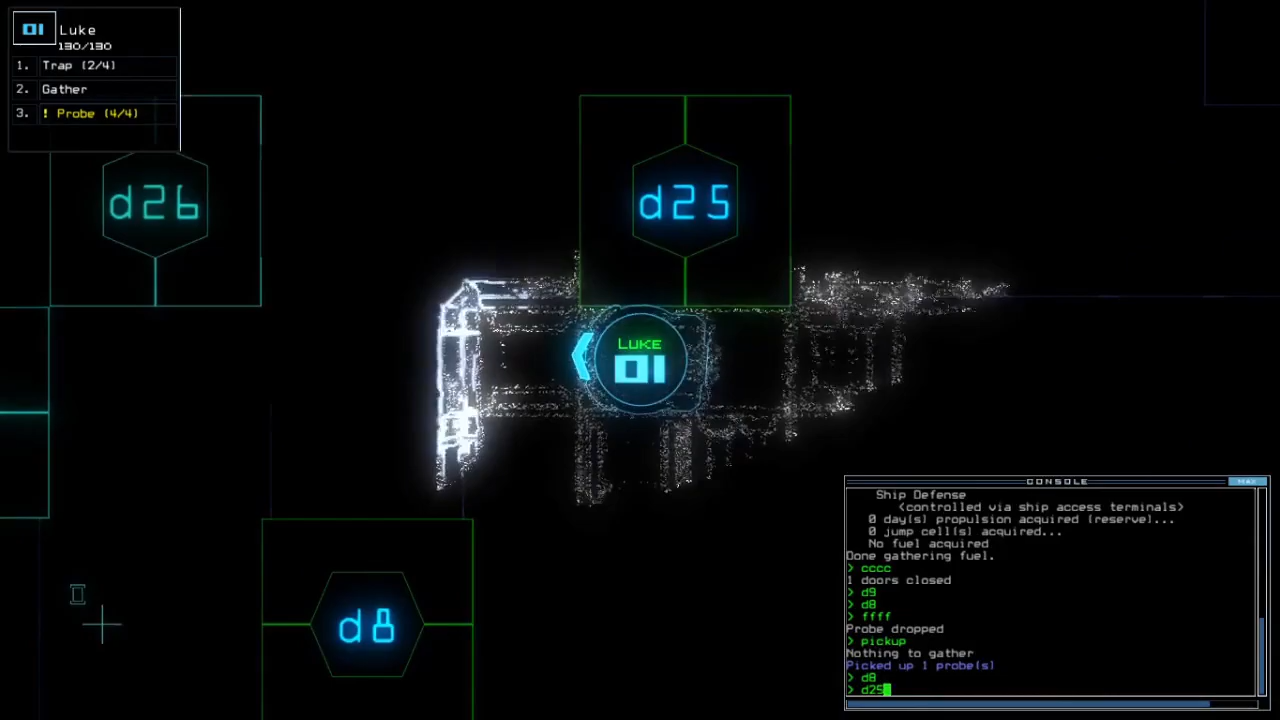 01 Luke
130/130
1. Trap (2/4)
2. Gather
3. ! Probe (4/4)
d26
d25
LUKE
01
d8
CONSOLE
MAX
Ship Defense
(controlled via ship access terminals)
0 day(s) propulsion acquired (reserve)...
0 jump cell(s) acquired...
No fuel acquired
Done gathering fuel.
> cccc
1 doors closed
> d9
> d8
> ffff
Probe dropped
> pickup
Nothing to gather
Picked up 1 probe(s)
> d8
> d25